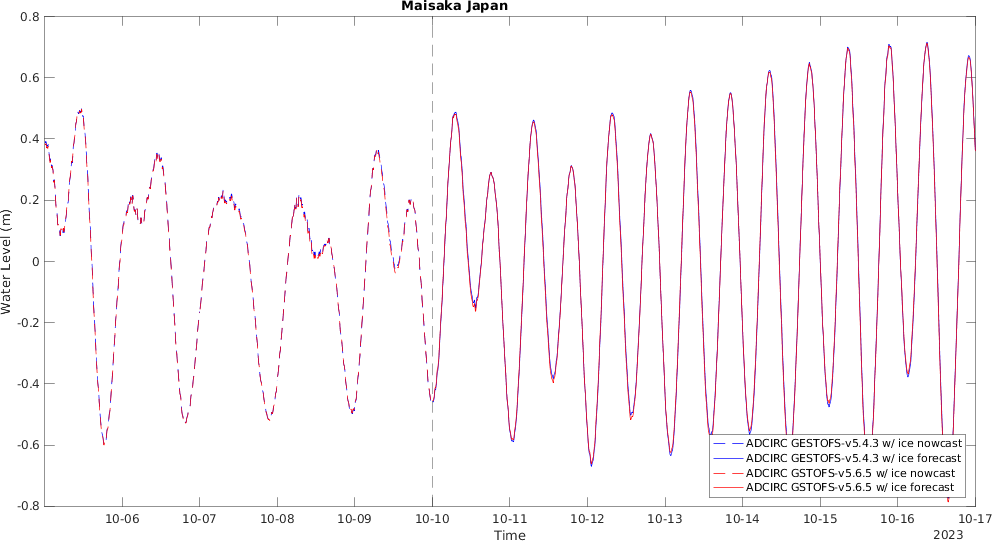 Maisaka Japan
0.8
0.6
0.4
0.2
0
-0.2
-0.4
-0.6
-0.8
Water Level (m)
ADCIRC GESTOFS-v5.4.3 w/ ice nowcast
ADCIRC GESTOFS-v5.4.3 w/ ice forecast
ADCIRC GSTOFS-v5.6.5 w/ ice nowcast
ADCIRC GSTOFS-v5.6.5 w/ ice forecast
10-06 10-07 10-08 10-09 10-10 10-11 10-12 10-13 10-14 10-15 10-16 10-17
Time
2023